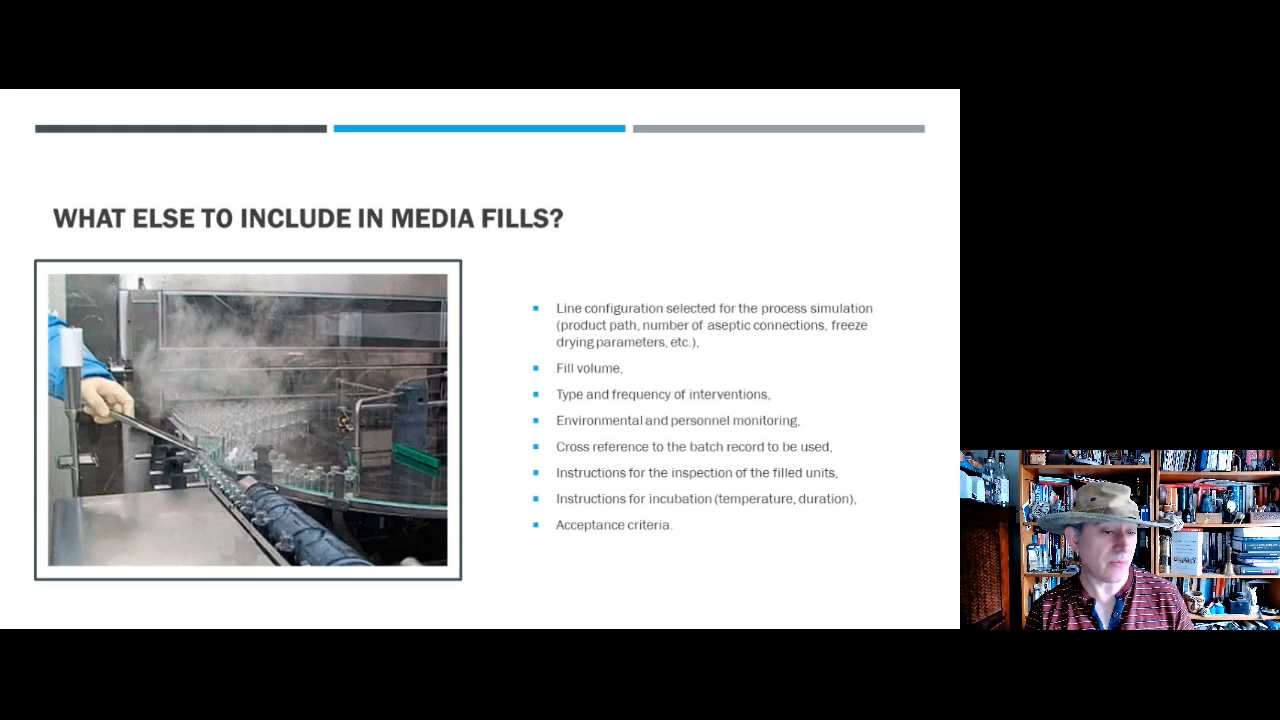 WHAT ELSE TO INCLUDE IN MEDIA FILLS?
Line configuration selected for the process simulation
(product path, number of aseptic connections, freeze
drying parameters, etc.),
Fill volume,
Type and frequency of interventions,
Environmental and personnel monitoring,
Cross reference to the batch record to be used,
Instructions for the inspection of the filled units,
Instructions for incubation (temperature, duration),
Acceptance criteria.